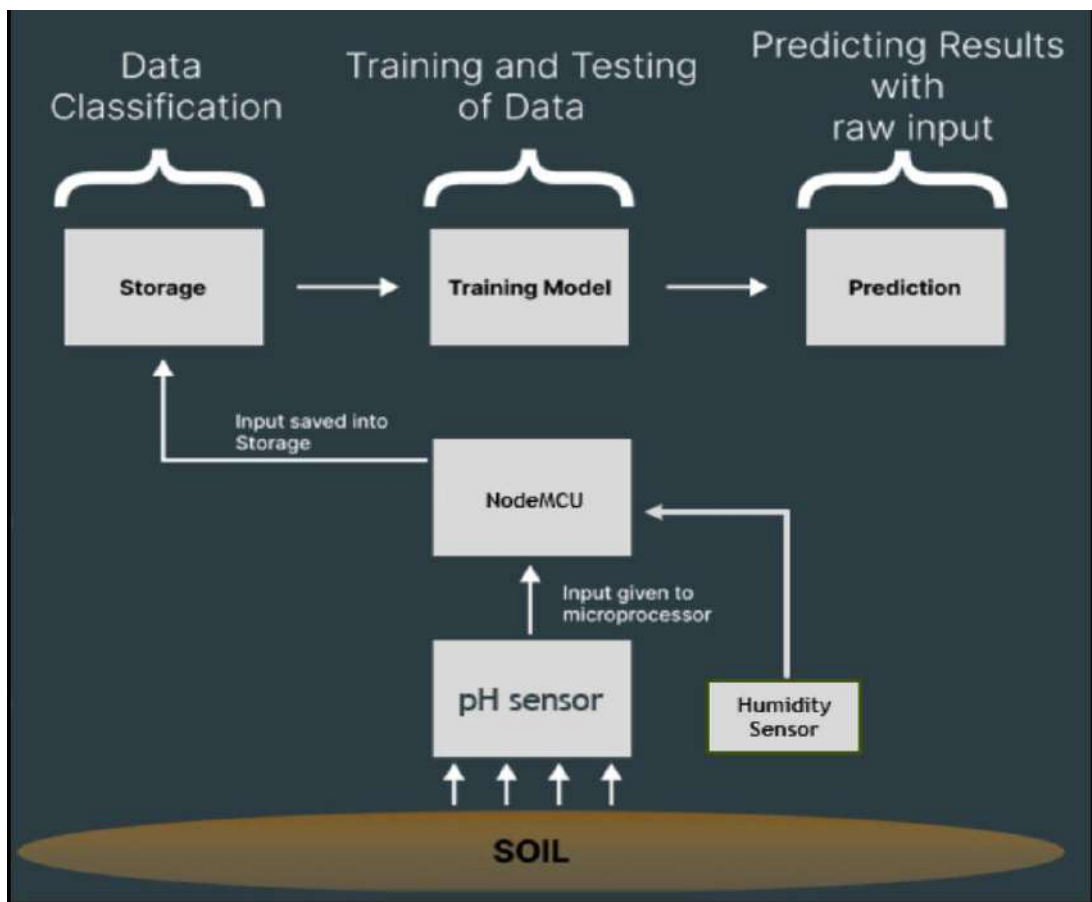 Data
Classification
Training and Testing
of Data
Predicting Results
with
raw input
Storage
Training Model
Prediction
Input saved into
Storage
NodeMCU
Input given to
microprocessor
pH sensor
Humidity
Sensor
SOIL